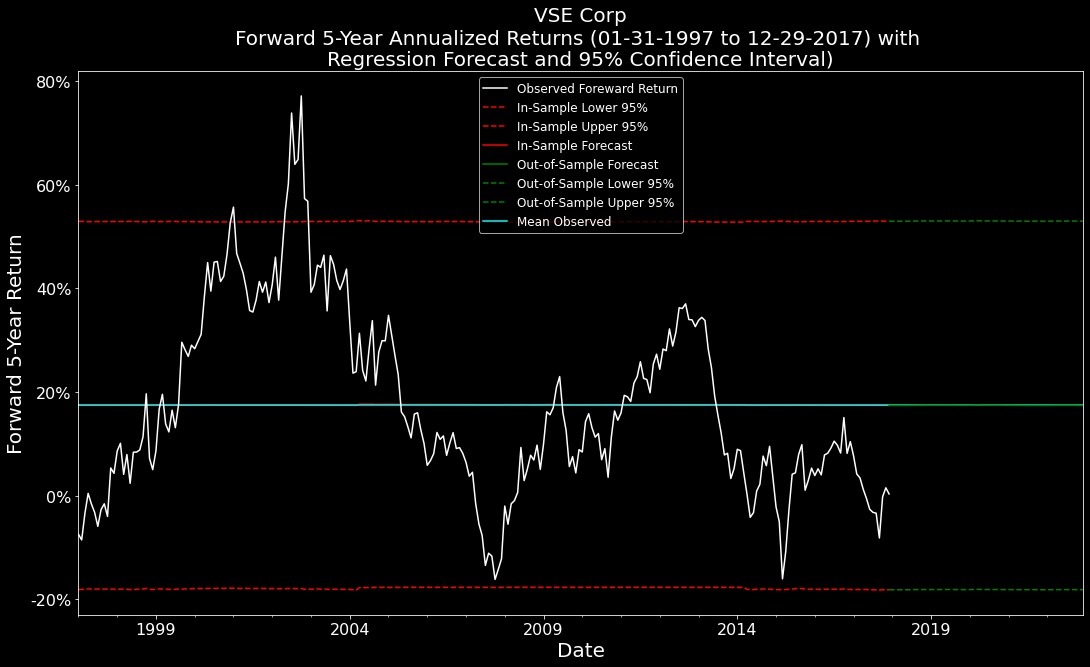 VSE Corp
Forward 5-Year Annualized Returns (01-31-1997 to 12-29-2017) with
Regression Forecast and 95% Confidence Interval)
80%
60%
40%
20%
0%
-20%
Forward 5-Year Return
Observed Foreward Return
In-Sample Lower 95%
In-Sample Upper 95%
In-Sample Forecast
Out-of-Sample Forecast
Out-of-Sample Lower 95%
Out-of-Sample Upper 95%
Mean Observed
1999
2004
2009
2014
2019
Date